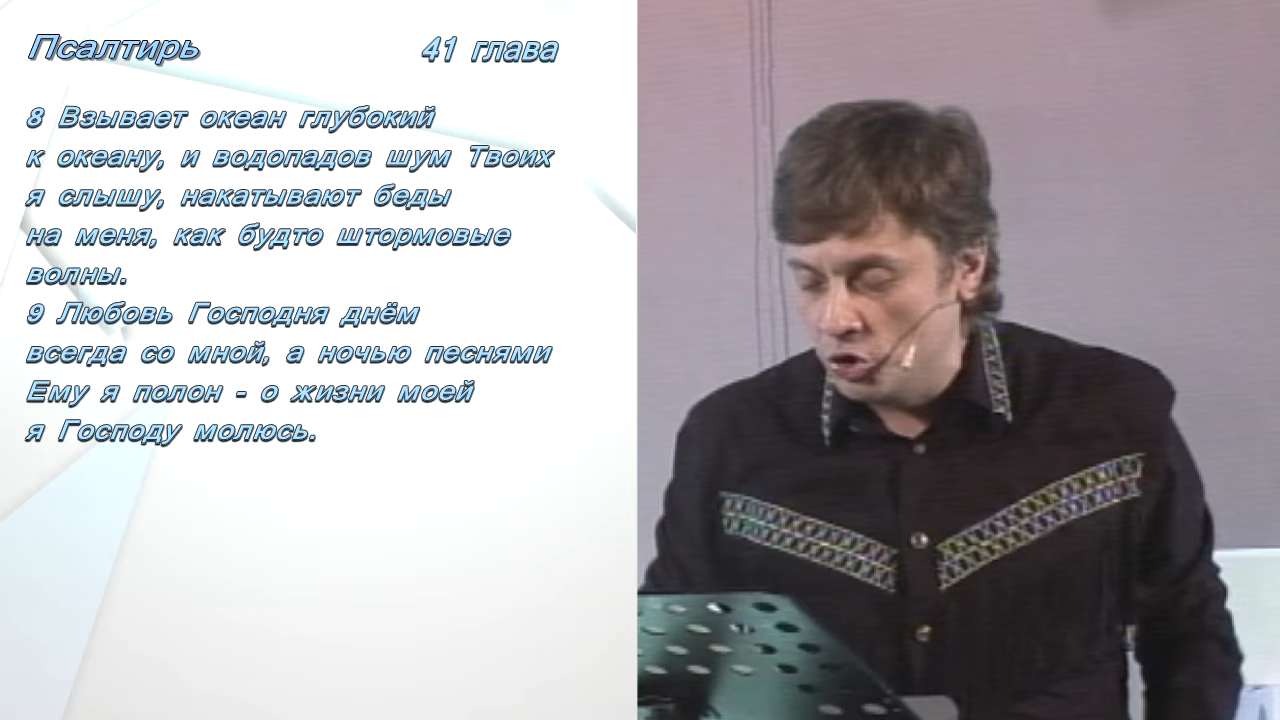 Псалтирь 41 глава
8 Взывает океан глубокий
к океану, и водопадов шум Твоих
я слышу, накатывают беды
на меня, как будто штормовые
волны.
9 Любовь Господня днём
всегда со мной, а ночью песнями
Ему я полон - о жизни моей
я Господу молюсь.